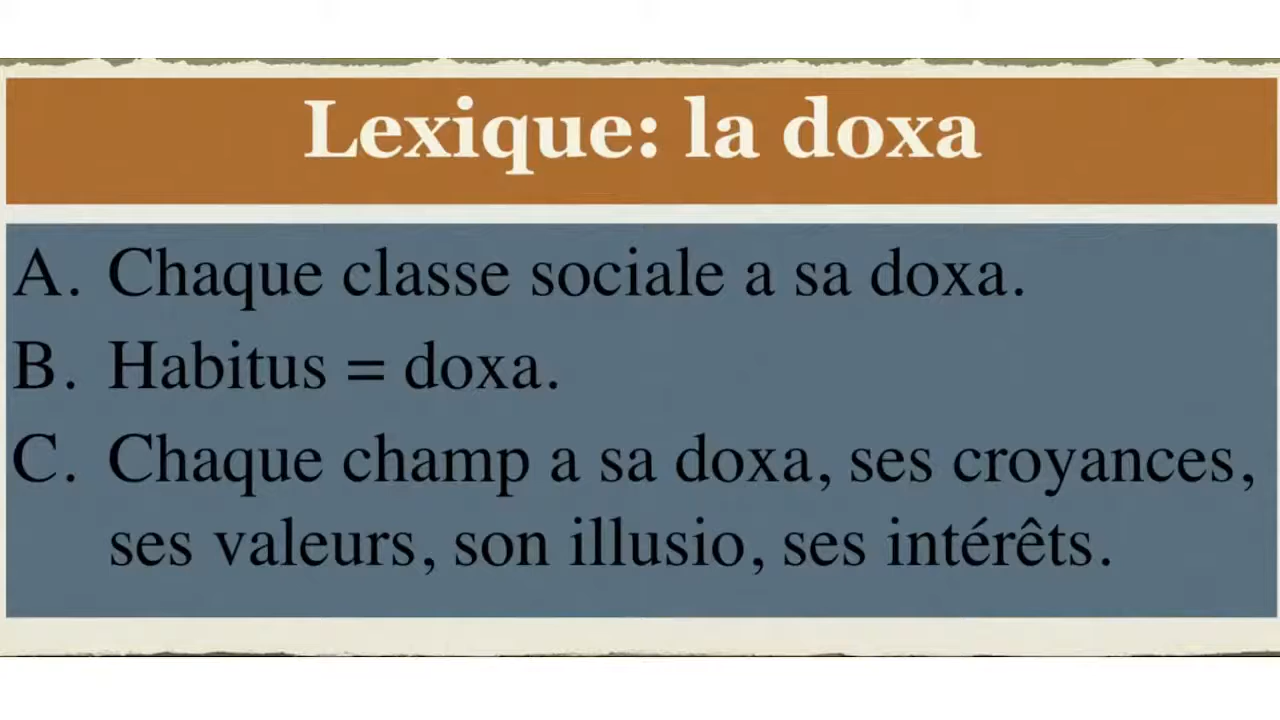 Lexique: la doxa
A. Chaque classe sociale a sa doxa.
B. Habitus = doxa.
C. Chaque champ a sa doxa, ses croyances,
ses valeurs, son illusio, ses intérêts.